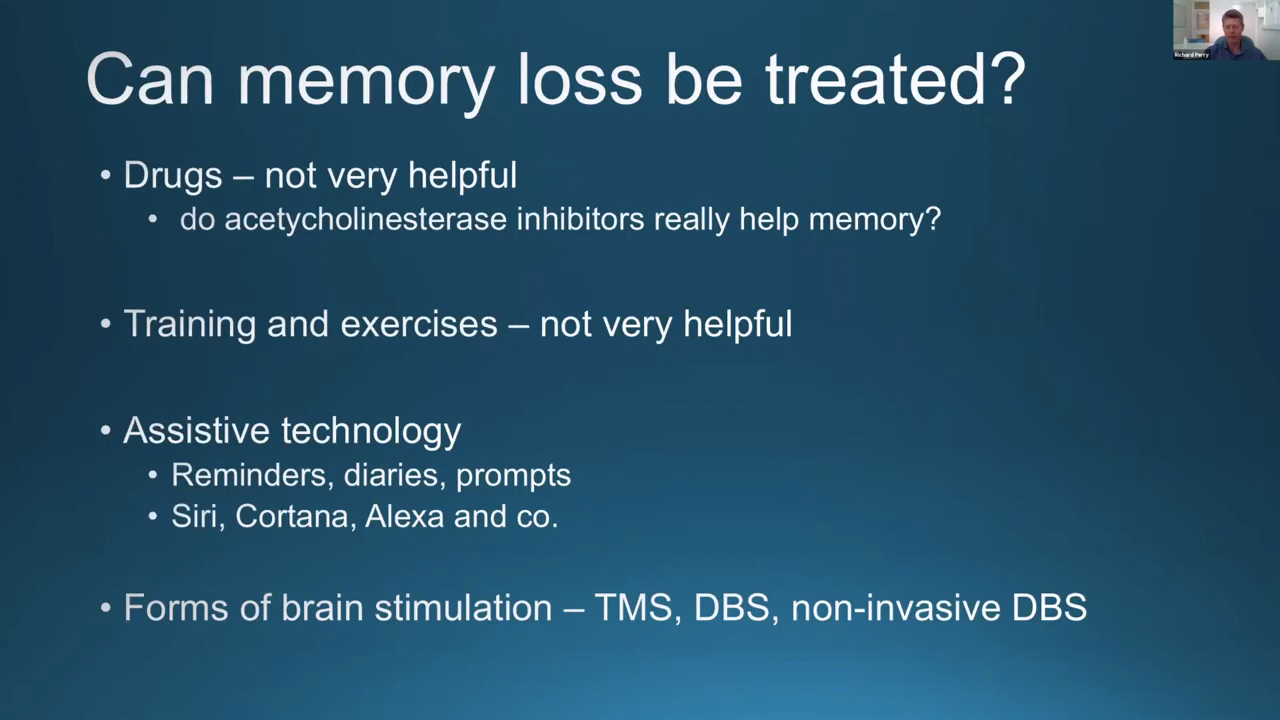 Can memory loss be treated?
Richard Perry
• Drugs – not very helpful
• do acetycholinesterase inhibitors really help memory?
• Training and exercises – not very helpful
• Assistive technology
• Reminders, diaries, prompts
• Siri, Cortana, Alexa and co.
• Forms of brain stimulation – TMS, DBS, non-invasive DBS